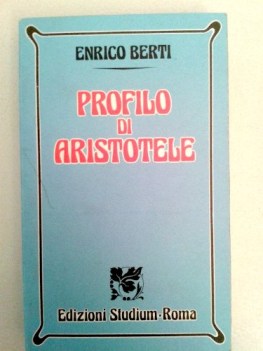 ENRICO BERTI
PROFILO
DI
ARISTOTELE
Edizioni Studium-Roma